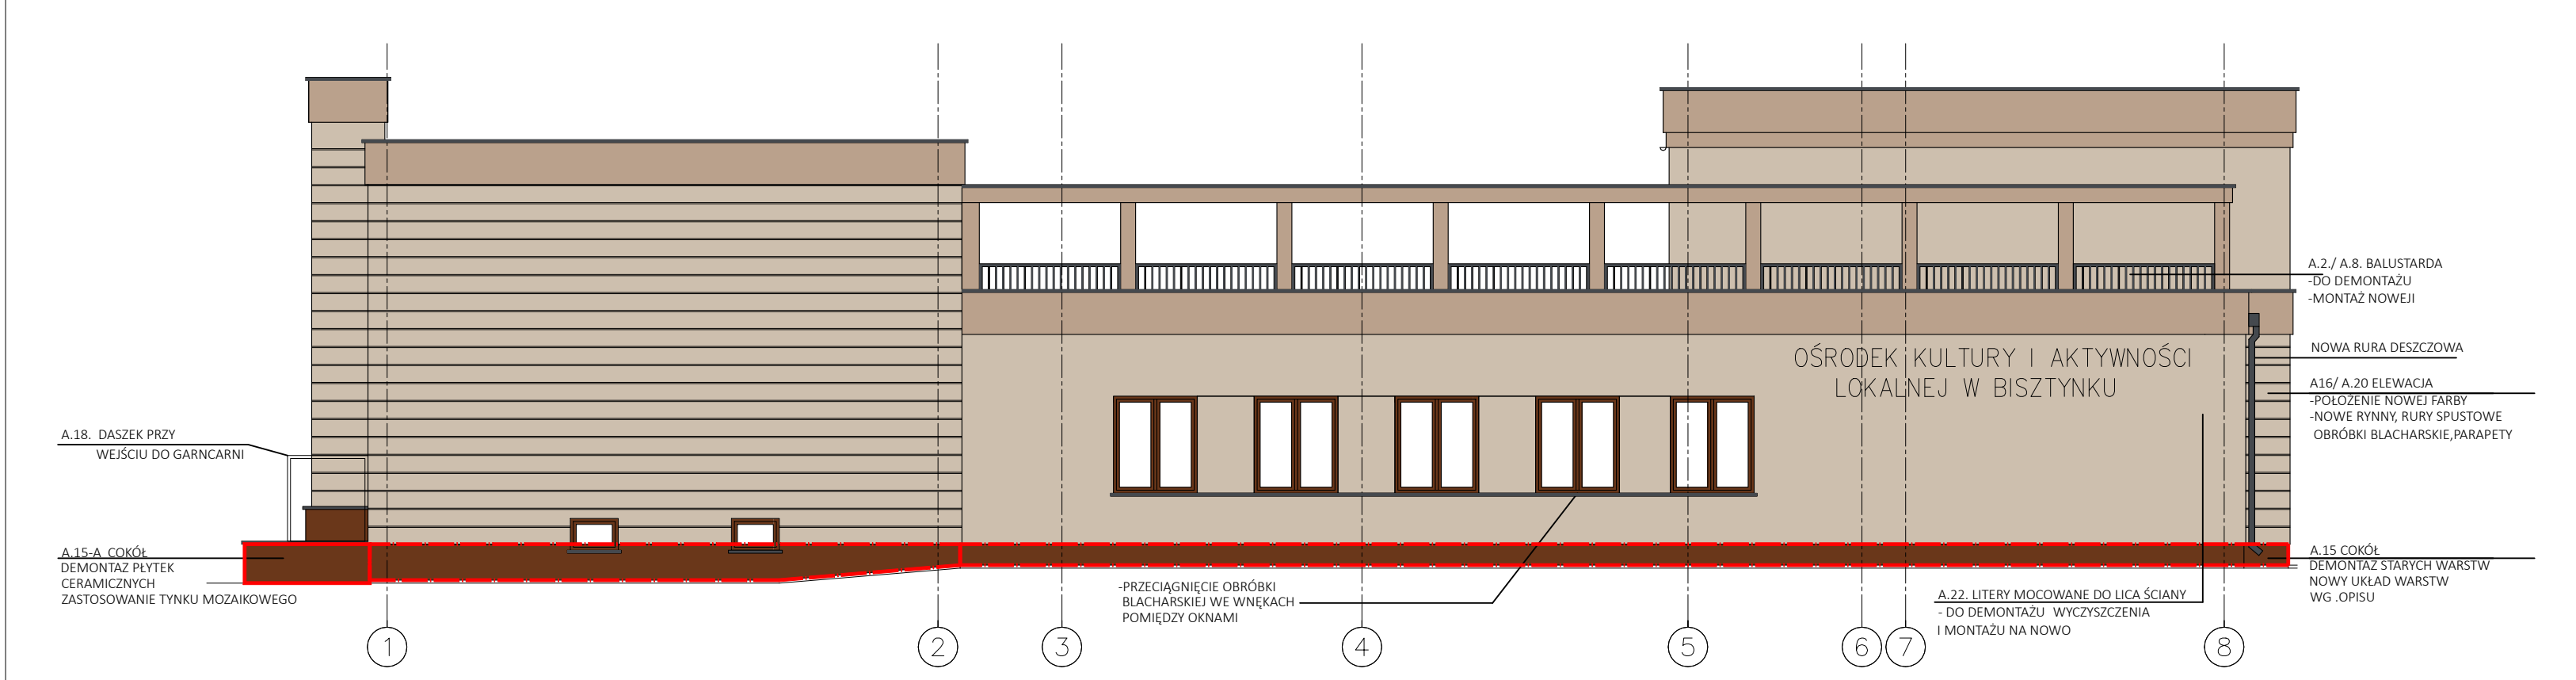 A.2./ A.8. BALUSTARDA
-DO DEMONTAŻU
-MONTAŻ NOWEJI
NOWA RURA DESZCZOWA
OŚRODEK KULTURY I AKTYWNOŚCI
LOKALNEJ W BISZTYNKU
A16/ A.20 ELEWACJA
-POŁOŻENIE NOWEJ FARBY
-NOWE RYNNY, RURY SPUSTOWE
OBRÓBKI BLACHARSKIE,PARAPETY
A.18. DASZEK PRZY
WEJŚCIU DO GARNCARNI
A.15-A COKÓŁ
DEMONTAŻ PŁYTEK
CERAMICZNYCH
ZASTOSOWANIE TYNKU MOZAIKOWEGO
-PRZECIĄGNIĘCIE OBRÓBKI
BLACHARSKIEJ WE WNĘKACH
POMIĘDZY OKNAMI
A.22. LITERY MOCOWANE DO LICA ŚCIANY
- DO DEMONTAŻU WYCZYSZCZENIA
I MONTAŻU NA NOWO
A.15 COKÓŁ
DEMONTAŻ STARYCH WARSTW
NOWY UKŁAD WARSTW
WG .OPISU
1 2 3 4 5 6 7 8